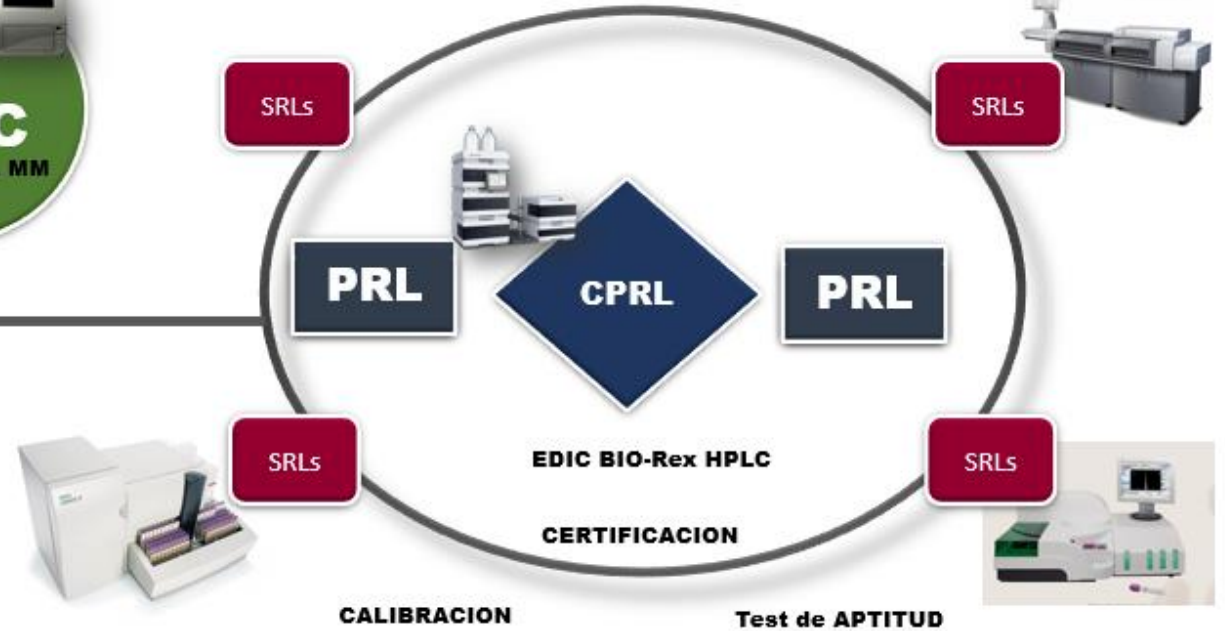 SRLs
SRLs
C
MM
PRL
CPRL
PRL
SRLs
SRLs
EDIC BIO-Rex HPLC
CERTIFICACION
CALIBRACION
Test de APTITUD